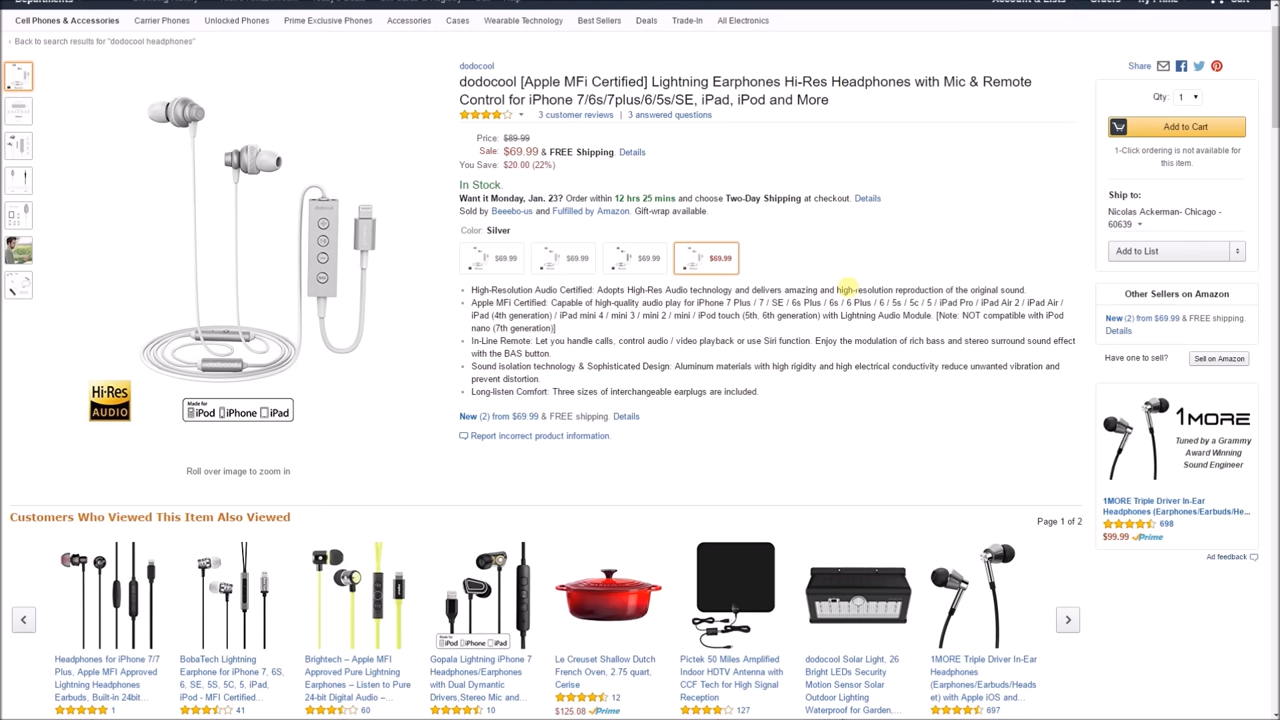 Cell Phones & Accessories Carrier Phones Unlocked Phones Prime Exclusive Phones Accessories Cases Wearable Technology Best Sellers Deals Trade-In All Electronics
‹ Back to search results for "dodocool headphones"
dodocool
dodocool [Apple MFi Certified] Lightning Earphones Hi-Res Headphones with Mic & Remote
Control for iPhone 7/6s/7plus/6/5s/SE, iPad, iPod and More
3 customer reviews | 3 answered questions
Price: $89.99
Sale: $69.99 & FREE Shipping. Details
You Save: $20.00 (22%)
In Stock.
Want it Monday, Jan. 23? Order within 12 hrs 25 mins and choose Two-Day Shipping at checkout. Details
Sold by Beeebo-us and Fulfilled by Amazon. Gift-wrap available.
Color: Silver
$69.99 $69.99 $69.99 $69.99
High-Resolution Audio Certified: Adopts High-Res Audio technology and delivers amazing and high-resolution reproduction of the original sound.
Apple MFi Certified: Capable of high-quality audio play for iPhone 7 Plus / 7 / SE / 6s Plus / 6s / 6 Plus / 6 / 5s / 5c / 5 / iPad Pro / iPad Air 2 / iPad Air /
iPad (4th generation) / iPad mini 4 / mini 3 / mini 2 / mini / iPod touch (5th, 6th generation) with Lightning Audio Module. [Note: NOT compatible with iPod
nano (7th generation)]
In-Line Remote: Let you handle calls, control audio / video playback or use Siri function. Enjoy the modulation of rich bass and stereo surround sound effect
with the BAS button.
Sound isolation technology & Sophisticated Design: Aluminum materials with high rigidity and high electrical conductivity reduce unwanted vibration and
prevent distortion.
Long-listen Comfort: Three sizes of interchangeable earplugs are included.
New (2) from $69.99 & FREE shipping. Details
Report incorrect product information.
Hi-Res
AUDIO
Made for
iPod iPhone iPad
Roll over image to zoom in
Share
Qty: 1
Add to Cart
1-Click ordering is not available for
this item.
Ship to:
Nicolas Ackerman- Chicago -
60639
Add to List
Other Sellers on Amazon
New (2) from $69.99 & FREE shipping.
Details
Have one to sell? Sell on Amazon
1MORE
Tuned by a Grammy
Award Winning
Sound Engineer
1MORE Triple Driver In-Ear
Headphones (Earphones/Earbuds/He...
698
$99.99 Prime
Ad feedback
Customers Who Viewed This Item Also Viewed
Page 1 of 2
Made for
iPod iPhone iPad
Headphones for iPhone 7/7
Plus, Apple MFI Approved
Lightning Headphones
Earbuds, Built-in 24bit...
1
BobaTech Lightning
Earphone for iPhone 7, 6S,
6, SE, 5S, 5C, 5, iPad,
iPod - MFI Certified...
41
Brightech – Apple MFI
Approved Pure Lightning
Earphones – Listen to Pure
24-bit Digital Audio –...
60
Gopala Lightning iPhone 7
Headphones/Earphones
with Dual Dymantic
Drivers,Stereo Mic and...
10
Le Creuset Shallow Dutch
French Oven, 2.75 quart,
Cerise
12
$125.08 Prime
Pictek 50 Miles Amplified
Indoor HDTV Antenna with
CCF Tech for High Signal
Reception
127
dodocool Solar Light, 26
Bright LEDs Security
Motion Sensor Solar
Outdoor Lighting
Waterproof for Garden,...
1MORE Triple Driver In-Ear
Headphones
(Earphones/Earbuds/Heads
et) with Apple iOS and...
697